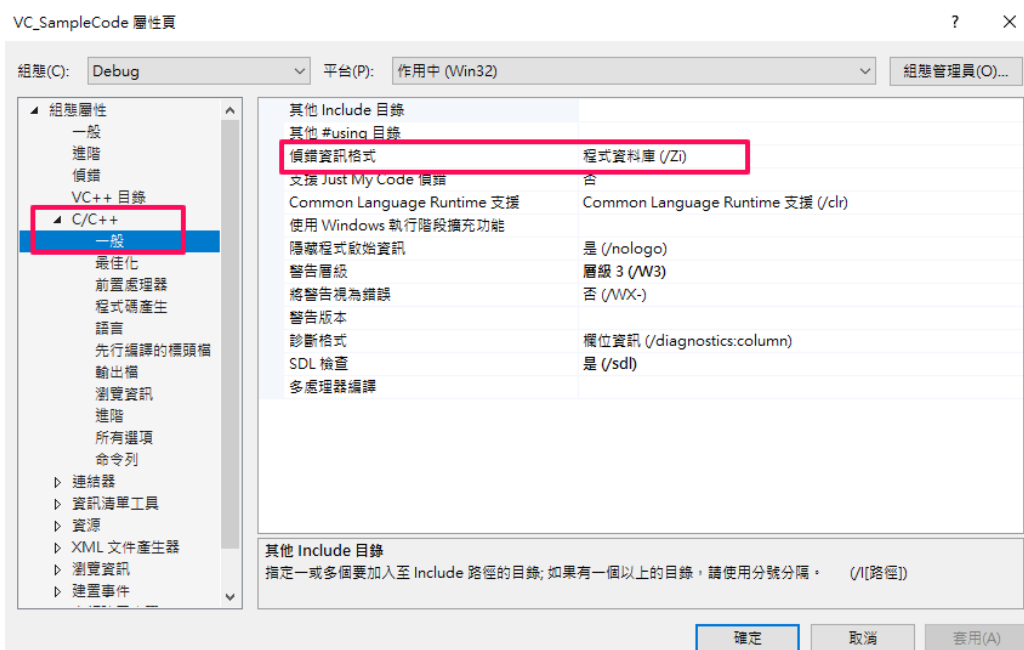 VC_SampleCode 屬性頁 ? ×
組態(C): Debug 平台(P): 作用中 (Win32) 組態管理員(O)...
組態屬性
一般
進階
偵錯
VC++ 目錄
C/C++
一般
最佳化
前置處理器
程式碼產生
語言
先行編譯的標頭檔
輸出檔
瀏覽資訊
進階
所有選項
命令列
連結器
資訊清單工具
資源
XML 文件產生器
瀏覽資訊
建置事件
其他 Include 目錄
其他 #using 目錄
偵錯資訊格式 程式資料庫 (/Zi)
支援 Just My Code 偵錯 否
Common Language Runtime 支援 Common Language Runtime 支援 (/clr)
使用 Windows 執行階段擴充功能
隱藏程式啟始資訊 是 (/nologo)
警告層級 層級 3 (/W3)
將警告視為錯誤 否 (/WX-)
警告版本
診斷格式 欄位資訊 (/diagnostics:column)
SDL 檢查 是 (/sdl)
多處理器編譯
其他 Include 目錄
指定一或多個要加入至 Include 路徑的目錄; 如果有一個以上的目錄，請使用分號分隔。 (/I[路徑])
確定 取消 套用(A)